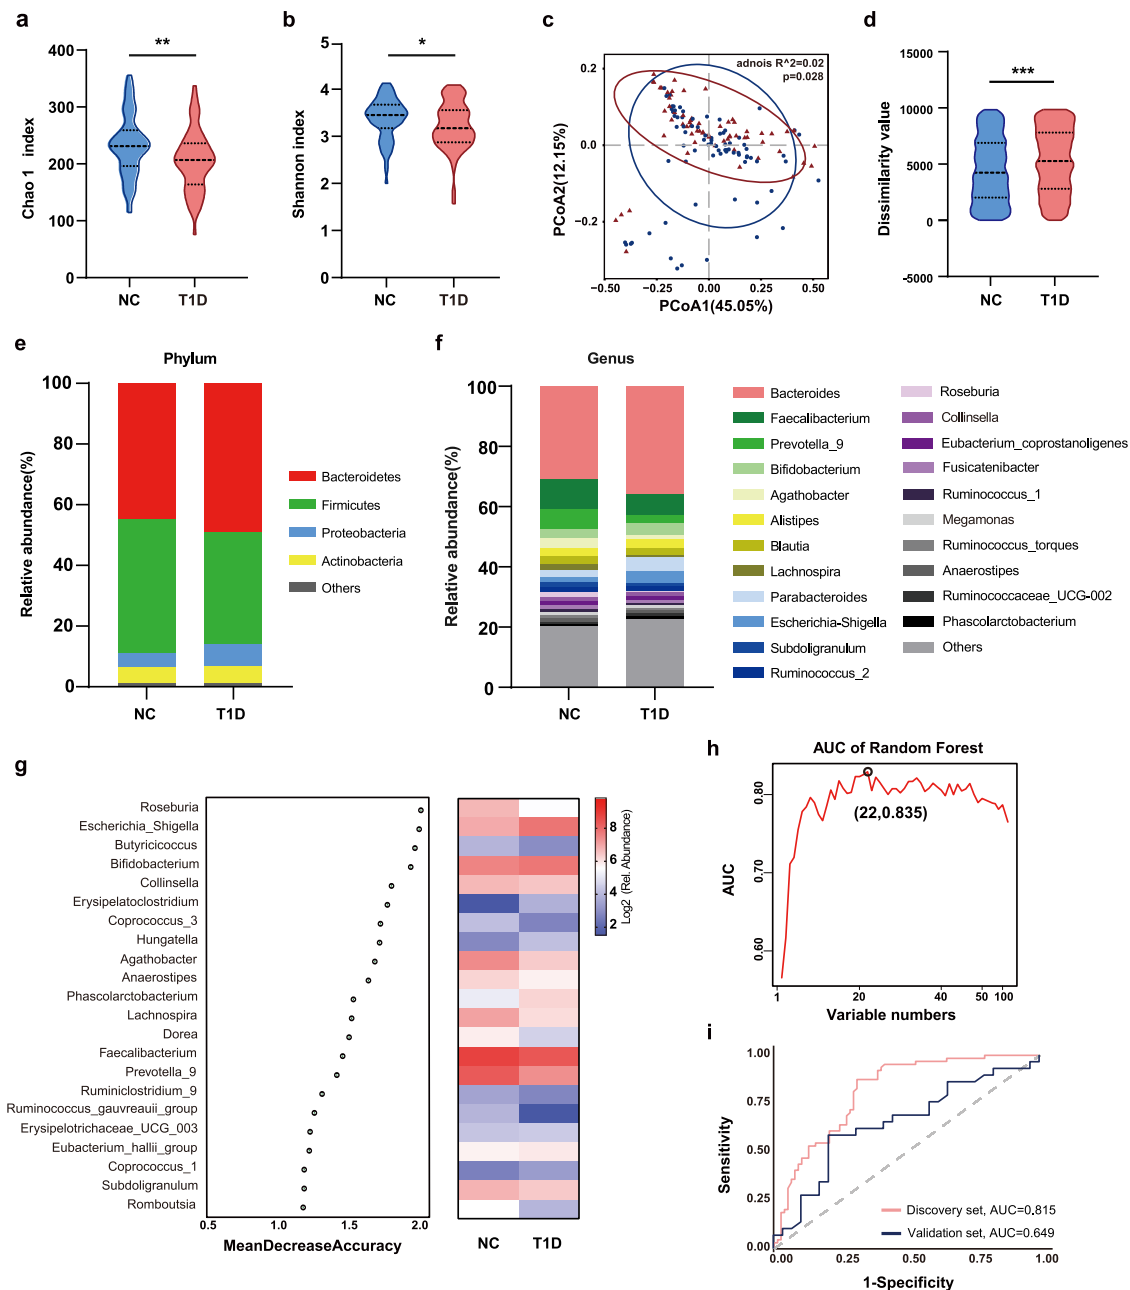 a
Chao 1 index
400
300
200
100
0
**
NC
T1D
b
Shannon index
5
4
3
2
1
0
*
NC
T1D
c
adnois R^2=0.02
p=0.028
PCoA2(12.15%)
0.2
0.0
−0.2
−0.50
−0.25
0.00
0.25
0.50
PCoA1(45.05%)
d
Dissimilarity value
15000
10000
5000
0
-5000
***
NC
T1D
e
Phylum
Relative abundance(%)
100
80
60
40
20
0
NC
T1D
Bacteroidetes
Firmicutes
Proteobacteria
Actinobacteria
Others
f
Genus
Relative abundance(%)
100
80
60
40
20
0
NC
T1D
Bacteroides
Faecalibacterium
Prevotella_9
Bifidobacterium
Agathobacter
Alistipes
Blautia
Lachnospira
Parabacteroides
Escherichia-Shigella
Subdoligranulum
Ruminococcus_2
Roseburia
Collinsella
Eubacterium_coprostanoligenes
Fusicatenibacter
Ruminococcus_1
Megamonas
Ruminococcus_torques
Anaerostipes
Ruminococcaceae_UCG-002
Phascolarctobacterium
Others
g
Roseburia
Escherichia_Shigella
Butyricicoccus
Bifidobacterium
Collinsella
Erysipelatoclostridium
Coprococcus_3
Hungatella
Agathobacter
Anaerostipes
Phascolarctobacterium
Lachnospira
Dorea
Faecalibacterium
Prevotella_9
Ruminiclostridium_9
Ruminococcus_gauvreauii_group
Erysipelotrichaceae_UCG_003
Eubacterium_hallii_group
Coprococcus_1
Subdoligranulum
Romboutsia
0.5
1.0
1.5
2.0
MeanDecreaseAccuracy
NC
T1D
8
6
4
2
Log2 (Rel. Abundance)
h
AUC of Random Forest
AUC
0.80
0.70
0.60
(22,0.835)
1
20
40
50
100
Variable numbers
i
Sensitivity
1.00
0.75
0.50
0.25
0.00
Discovery set, AUC=0.815
Validation set, AUC=0.649
0.00
0.25
0.50
0.75
1.00
1-Specificity